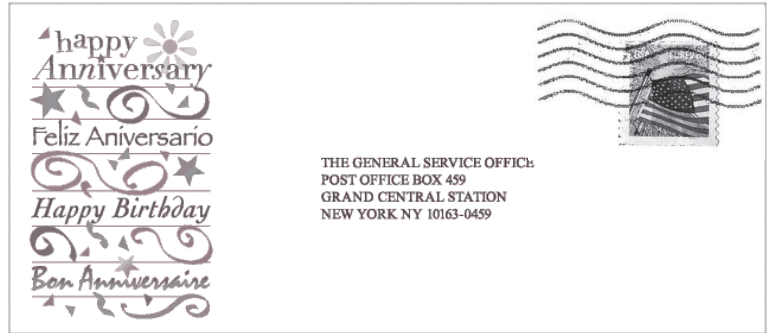 happy
Anniversary
Feliz Aniversario
Happy Birthday
Bon Anniversaire
THE GENERAL SERVICE OFFICE
POST OFFICE BOX 459
GRAND CENTRAL STATION
NEW YORK NY 10163-0459